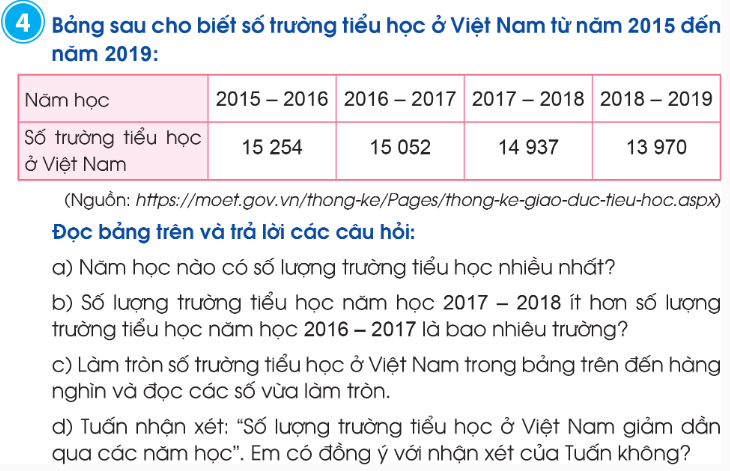 4 Bảng sau cho biết số trường tiểu học ở Việt Nam từ năm 2015 đến
năm 2019:
Năm học 2015 – 2016 2016 – 2017 2017 – 2018 2018 – 2019
Số trường tiểu học
ở Việt Nam 15 254 15 052 14 937 13 970
(Nguồn: https://moet.gov.vn/thong-ke/Pages/thong-ke-giao-duc-tieu-hoc.aspx)
Đọc bảng trên và trả lời các câu hỏi:
a) Năm học nào có số lượng trường tiểu học nhiều nhất?
b) Số lượng trường tiểu học năm học 2017 – 2018 ít hơn số lượng
trường tiểu học năm học 2016 – 2017 là bao nhiêu trường?
c) Làm tròn số trường tiểu học ở Việt Nam trong bảng trên đến hàng
nghìn và đọc các số vừa làm tròn.
d) Tuấn nhận xét: “Số lượng trường tiểu học ở Việt Nam giảm dần
qua các năm học”. Em có đồng ý với nhận xét của Tuấn không?